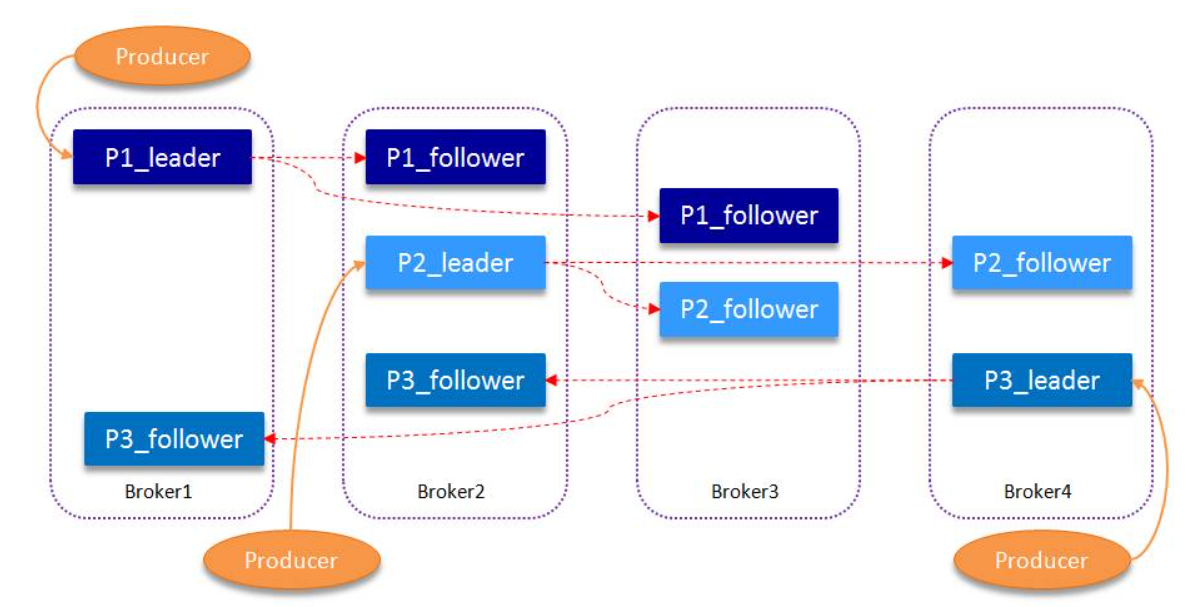 Producer
P1_leader
P1_follower
P1_follower
P2_leader
P2_follower
P2_follower
P3_follower
P3_leader
P3_follower
Broker1
Broker2
Broker3
Broker4
Producer
Producer